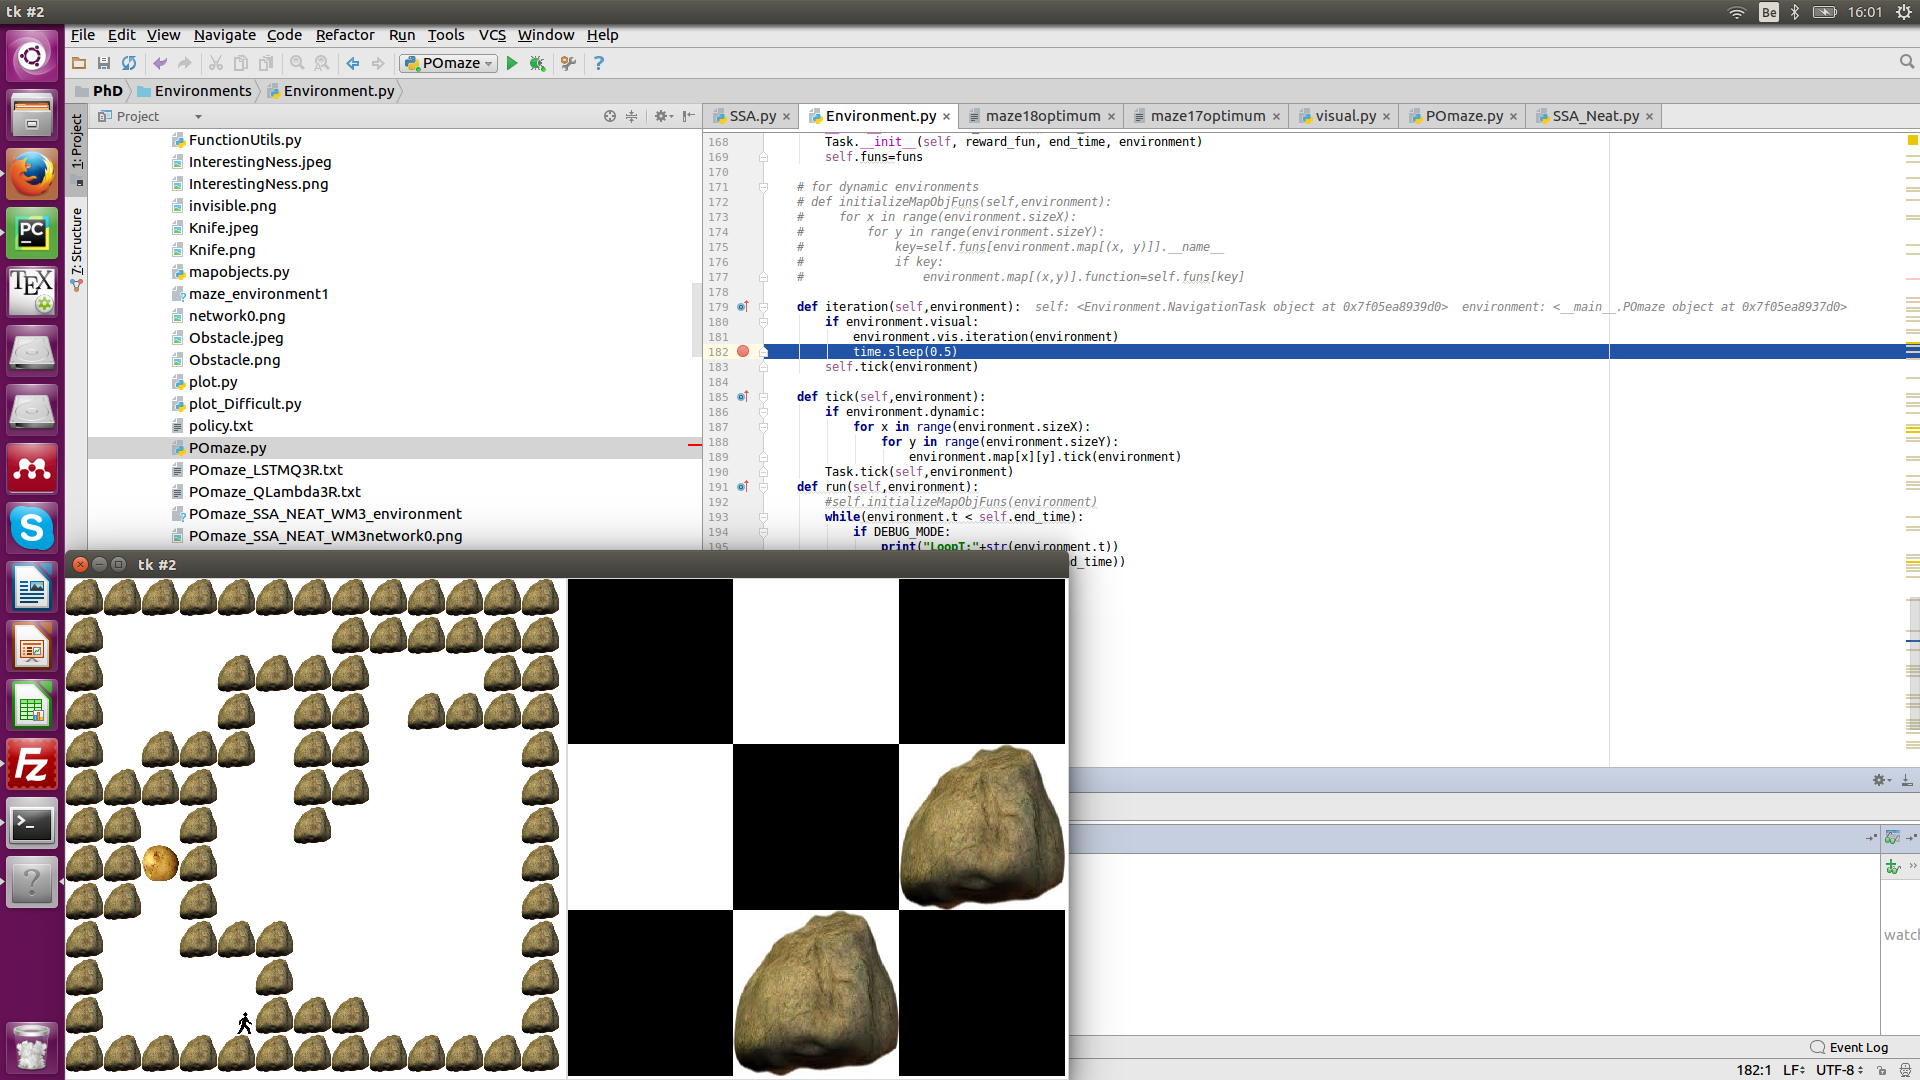 tk #2
Be
16:01
File Edit View Navigate Code Refactor Run Tools VCS Window Help
POmaze
PhD Environments Environment.py
Project
SSA.py Environment.py maze18optimum maze17optimum visual.py POmaze.py SSA_Neat.py
1: Project
7: Structure
FunctionUtils.py
InterestingNess.jpeg
InterestingNess.png
invisible.png
Knife.jpeg
Knife.png
mapobjects.py
maze_environment1
network0.png
Obstacle.jpeg
Obstacle.png
plot.py
plot_Difficult.py
policy.txt
POmaze.py
POmaze_LSTMQ3R.txt
POmaze_QLambda3R.txt
POmaze_SSA_NEAT_WM3_environment
POmaze_SSA_NEAT_WM3network0.png
168 Task.__init__(self, reward_fun, end_time, environment)
169 self.funs=funs
170
171 # for dynamic environments
172 # def initializeMapObjFuns(self,environment):
173 # for x in range(environment.sizeX):
174 # for y in range(environment.sizeY):
175 # key=self.funs[environment.map[(x, y)]].__name__
176 # if key:
177 # environment.map[(x,y)].function=self.funs[key]
178
179 def iteration(self,environment): self: <Environment.NavigationTask object at 0x7f05ea8939d0> environment: <__main__.POmaze object at 0x7f05ea8937d0>
180 if environment.visual:
181 environment.vis.iteration(environment)
182 time.sleep(0.5)
183 self.tick(environment)
184
185 def tick(self,environment):
186 if environment.dynamic:
187 for x in range(environment.sizeX):
188 for y in range(environment.sizeY):
189 environment.map[x][y].tick(environment)
190 Task.tick(self,environment)
191 def run(self,environment):
192 #self.initializeMapObjFuns(environment)
193 while(environment.t < self.end_time):
194 if DEBUG_MODE:
195 print("LoopT:"+str(environment.t))
d_time))
tk #2
PC
TEX
S
Fz
>_
?
watch
Event Log
182:1 LF UTF-8